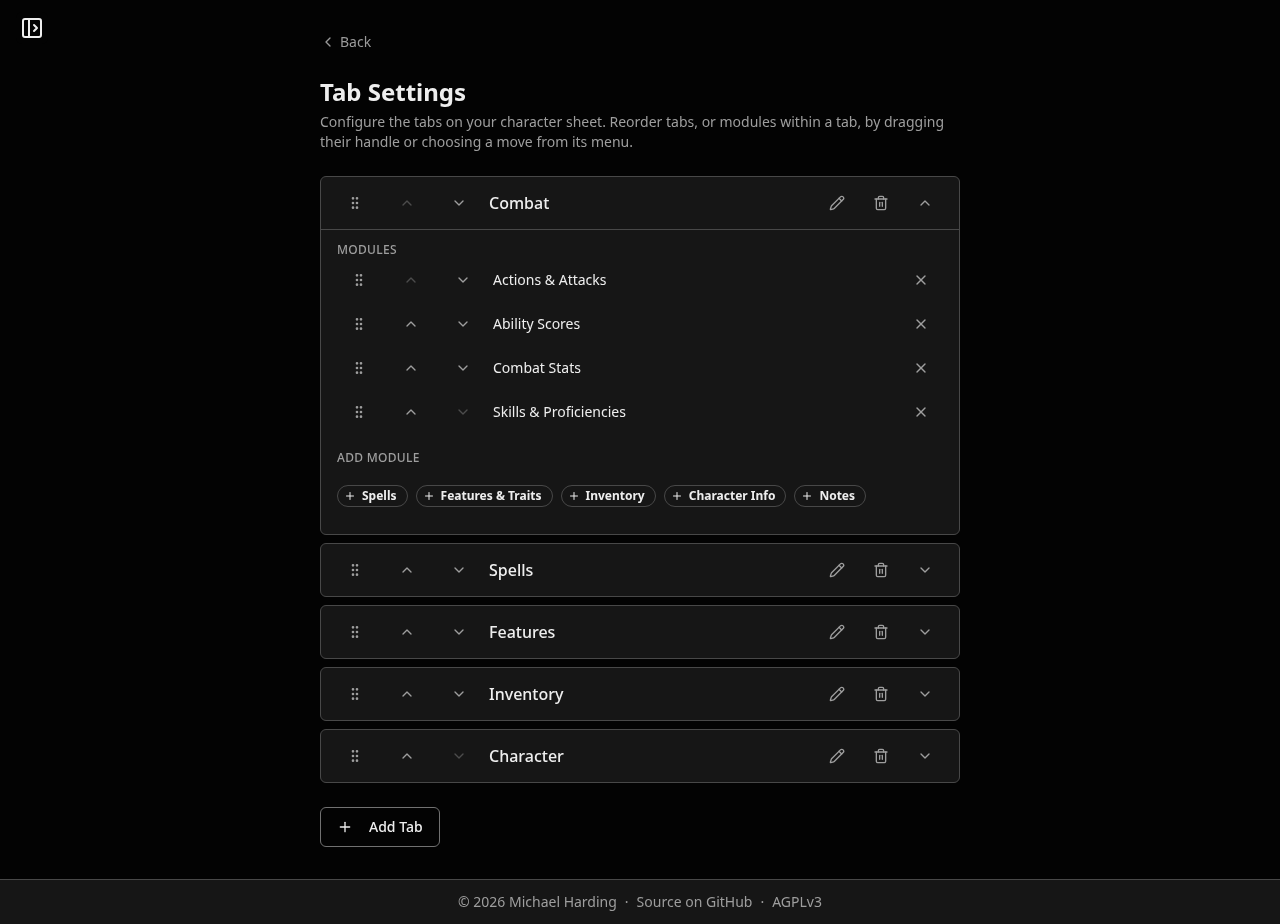 Back
Tab Settings
Configure the tabs on your character sheet. Reorder tabs, or modules within a tab, by dragging
their handle or choosing a move from its menu.
Combat
MODULES
Actions & Attacks
Ability Scores
Combat Stats
Skills & Proficiencies
ADD MODULE
Spells Features & Traits Inventory Character Info Notes
Spells
Features
Inventory
Character
Add Tab
© 2026 Michael Harding · Source on GitHub · AGPLv3